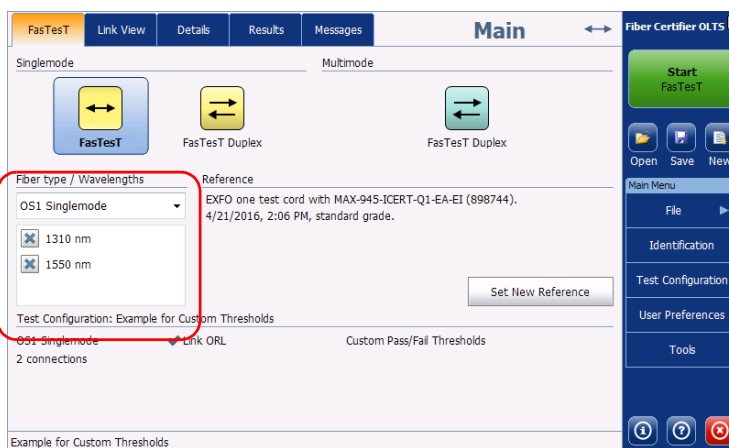 FasTesT
Link View
Details
Results
Messages
Main
Fiber Certifier OLTS
Singlemode
Multimode
FasTesT
FasTesT Duplex
FasTesT Duplex
Start
FasTesT
Open
Save
New
Fiber type / Wavelengths
Reference
OS1 Singlemode
EXFO one test cord with MAX-945-ICERT-Q1-EA-EI (898744).
4/21/2016, 2:06 PM, standard grade.
1310 nm
1550 nm
Set New Reference
Main Menu
File
Identification
Test Configuration
User Preferences
Tools
Test Configuration: Example for Custom Thresholds
OS1 Singlemode
Link ORL
Custom Pass/Fail Thresholds
2 connections
Example for Custom Thresholds